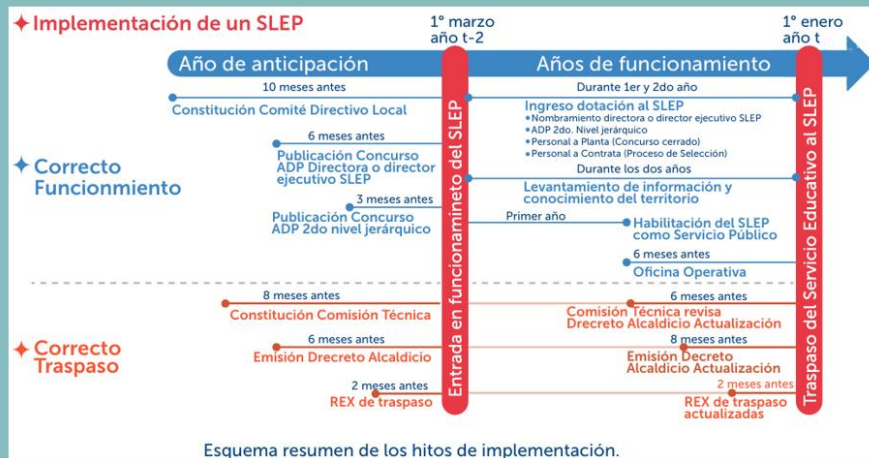 Implementación de un SLEP
1° marzo
año t-2
1° enero
año t
Año de anticipación
Años de funcionamiento
10 meses antes
Constitución Comité Directivo Local
6 meses antes
Publicación Concurso
ADP Directora o director
ejecutivo SLEP
3 meses antes
Publicación Concurso
ADP 2do nivel jerárquico
Correcto
Funcionmiento
Entrada en funcionamineto del SLEP
Durante 1er y 2do año
Ingreso dotación al SLEP
• Nombramiento directora o director ejecutivo SLEP
• ADP 2do. Nivel jerárquico
• Personal a Planta (Concurso cerrado)
• Personal a Contrata (Proceso de Selección)
Durante los dos años
Levantamiento de información y
conocimiento del territorio
Primer año
Habilitación del SLEP
como Servicio Público
6 meses antes
Oficina Operativa
Traspaso del Servicio Educativo al SLEP
Correcto
Traspaso
8 meses antes
Constitución Comisión Técnica
6 meses antes
Emisión Drecreto Alcaldicio
2 meses antes
REX de traspaso
6 meses antes
Comisión Técnica revisa
Drecreto Alcaldicio Actualización
8 meses antes
Emisión Decreto
Alcaldicio Actualización
2 meses antes
REX de traspaso
actualizadas
Esquema resumen de los hitos de implementación.